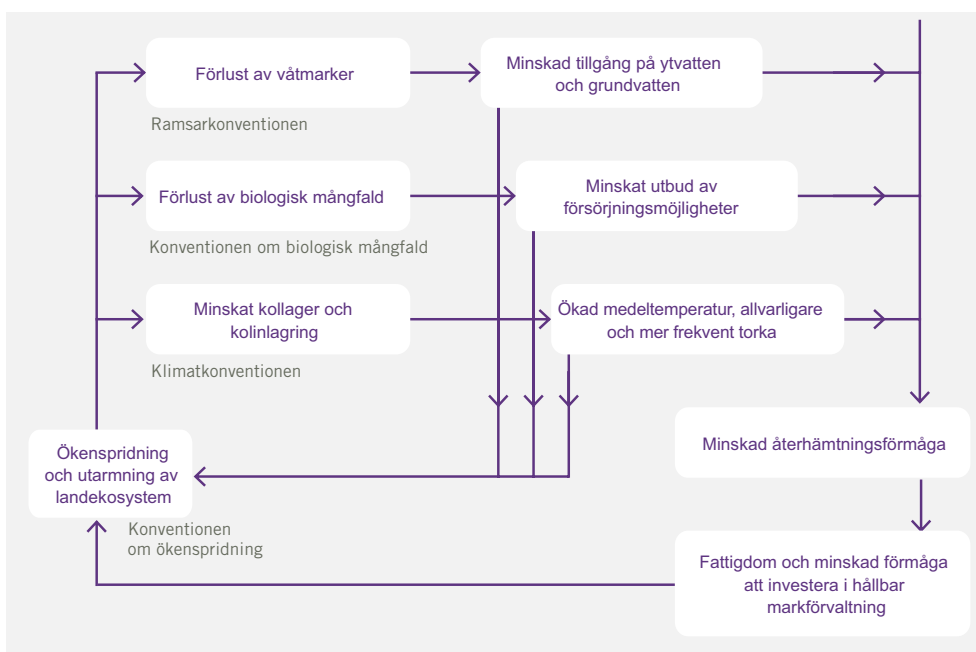 Förlust av våtmarker
Minskad tillgång på ytvatten
och grundvatten
Ramsarkonventionen
Förlust av biologisk mångfald
Minskat utbud av
försörjningsmöjligheter
Konventionen om biologisk mångfald
Minskat kollager och
kolinlagring
Ökad medeltemperatur, allvarligare
och mer frekvent torka
Klimatkonventionen
Ökenspridning
och utarmning av
landekosystem
Minskad återhämtningsförmåga
Konventionen
om ökenspridning
Fattigdom och minskad förmåga
att investera i hållbar
markförvaltning